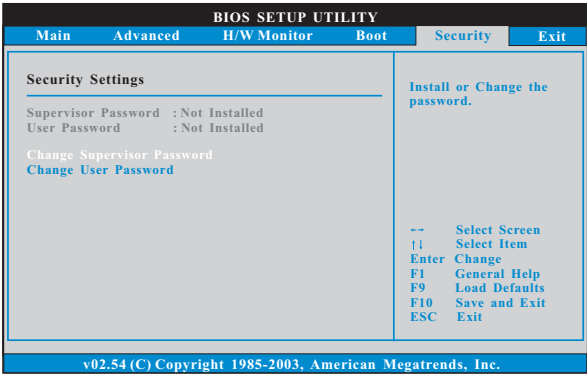 BIOS SETUP UTILITY
Main Advanced H/W Monitor Boot Security Exit
Security Settings
Supervisor Password : Not Installed
User Password : Not Installed
Change Supervisor Password
Change User Password
Install or Change the
password.
←→ Select Screen
↑↓ Select Item
Enter Change
F1 General Help
F9 Load Defaults
F10 Save and Exit
ESC Exit
v02.54 (C) Copyright 1985-2003, American Megatrends, Inc.